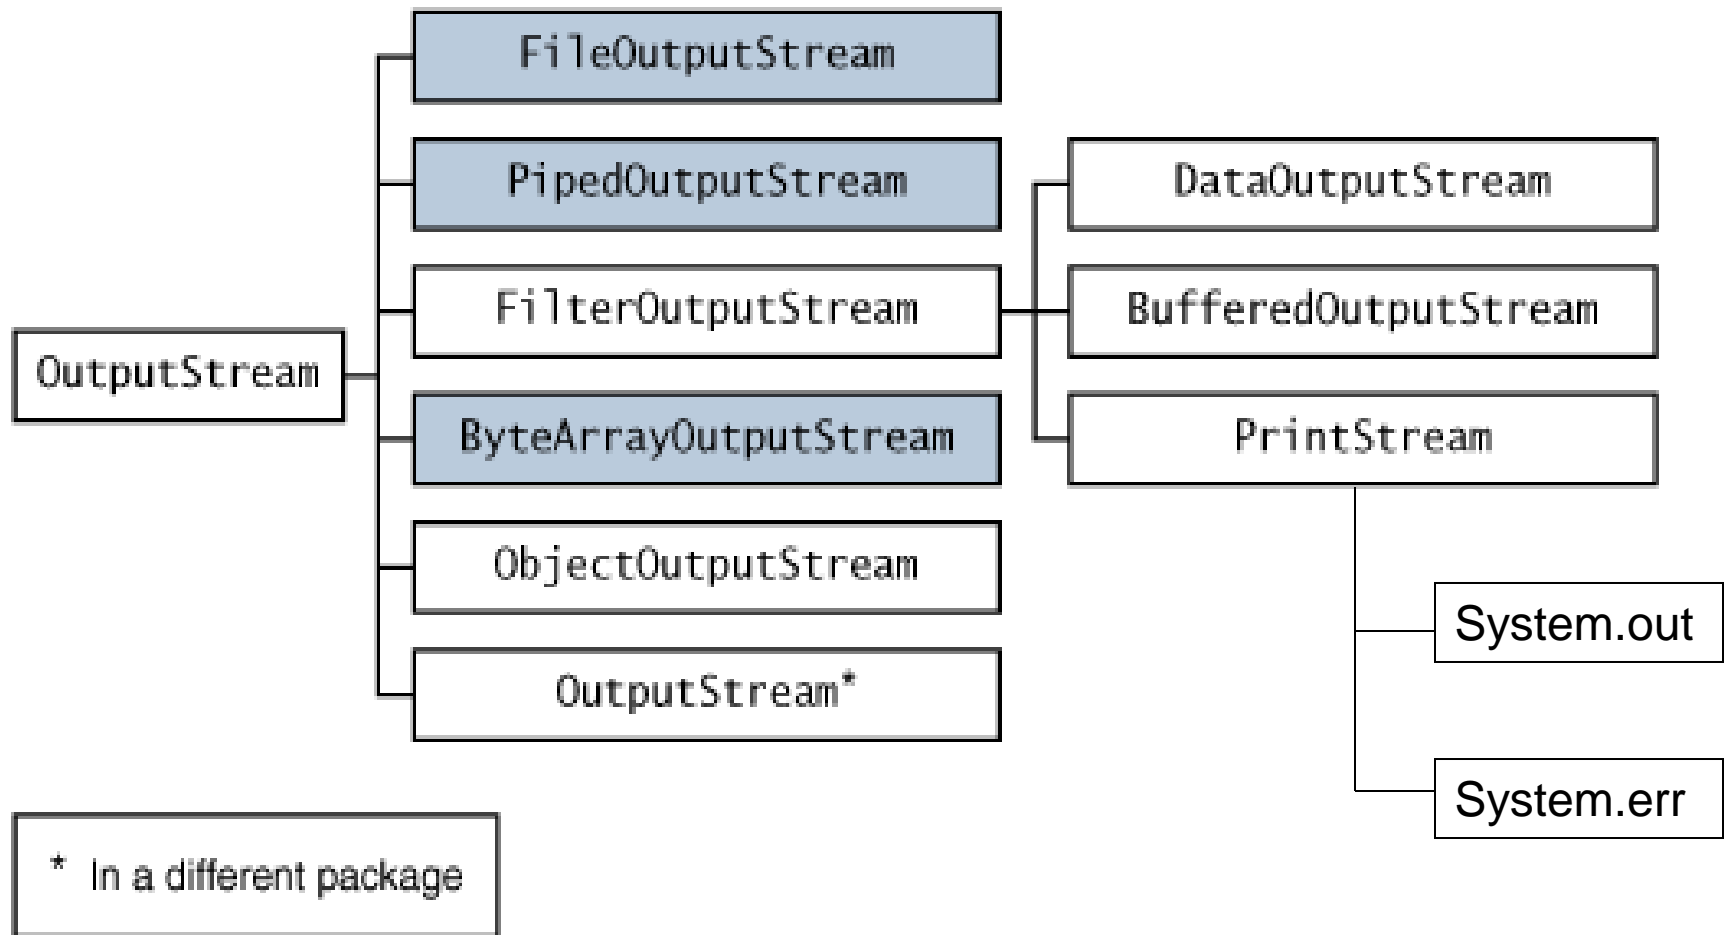 FileOutputStream
PipedOutputStream
DataOutputStream
FilterOutputStream
BufferedOutputStream
OutputStream
ByteArrayOutputStream
PrintStream
ObjectOutputStream
System.out
OutputStream*
System.err
* In a different package